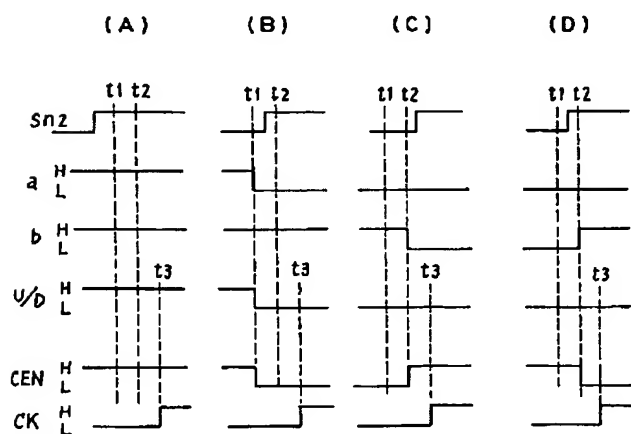 (A) (B) (C) (D)
t1 t2 t1 t2 t1 t2 t1 t2
Sn2
a H
L
b H
L
t3 t3 t3 t3
U/D H
L
CEN H
L
CK H
L